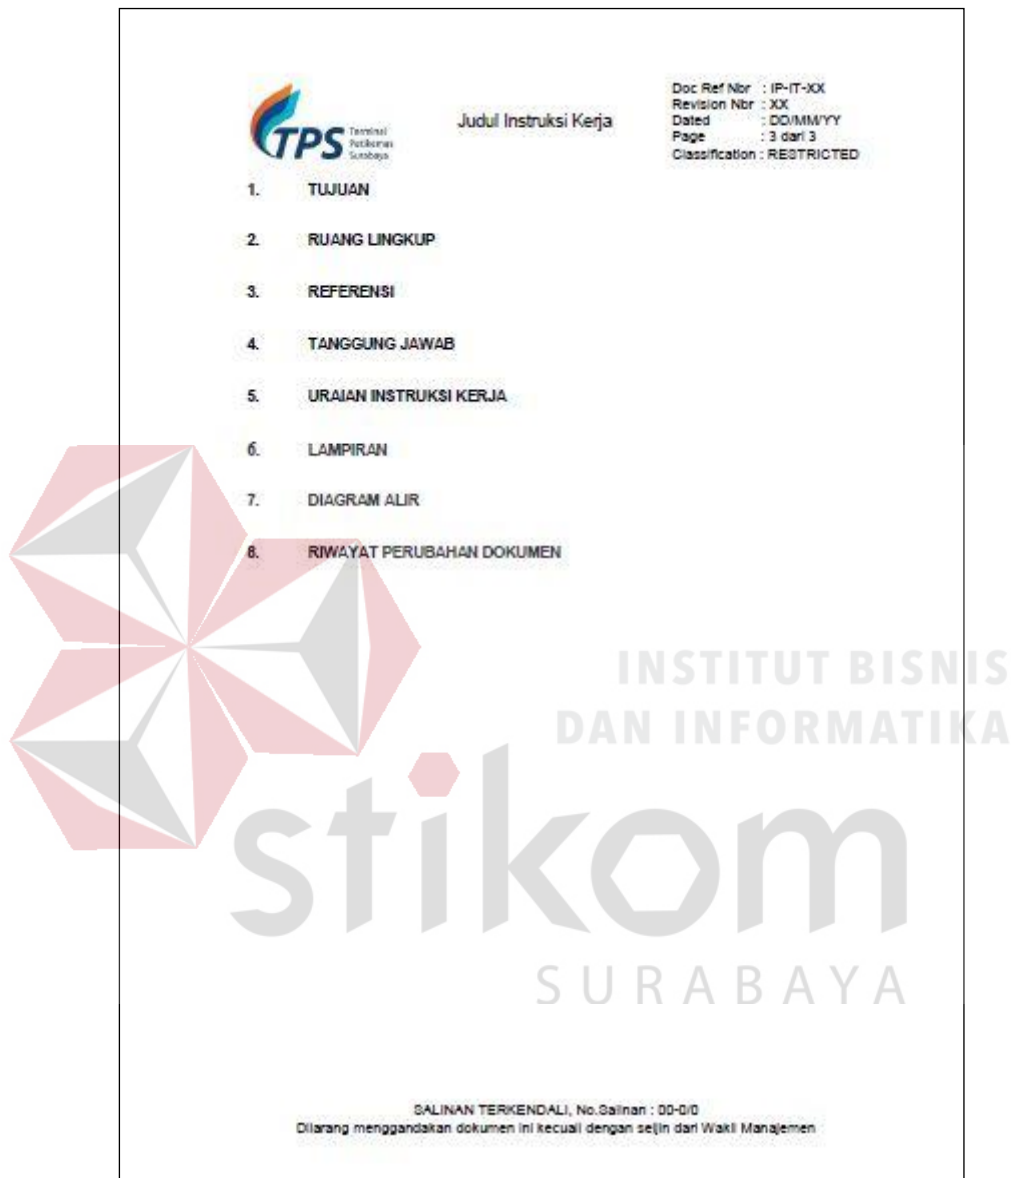 TPS Terminal
Petikemas
Surabaya
Judul Instruksi Kerja
Doc Ref Nbr : IP-IT-XX
Revision Nbr : XX
Dated : DD/MM/YY
Page : 3 dari 3
Classification : RESTRICTED
1. TUJUAN
2. RUANG LINGKUP
3. REFERENSI
4. TANGGUNG JAWAB
5. URAIAN INSTRUKSI KERJA
6. LAMPIRAN
7. DIAGRAM ALIR
8. RIWAYAT PERUBAHAN DOKUMEN
INSTITUT BISNIS
DAN INFORMATIKA
stikom
SURABAYA
SALINAN TERKENDALI, No.Salinan : 00-0/0
Dilarang menggandakan dokumen ini kecuali dengan seijin dari Wakil Manajemen